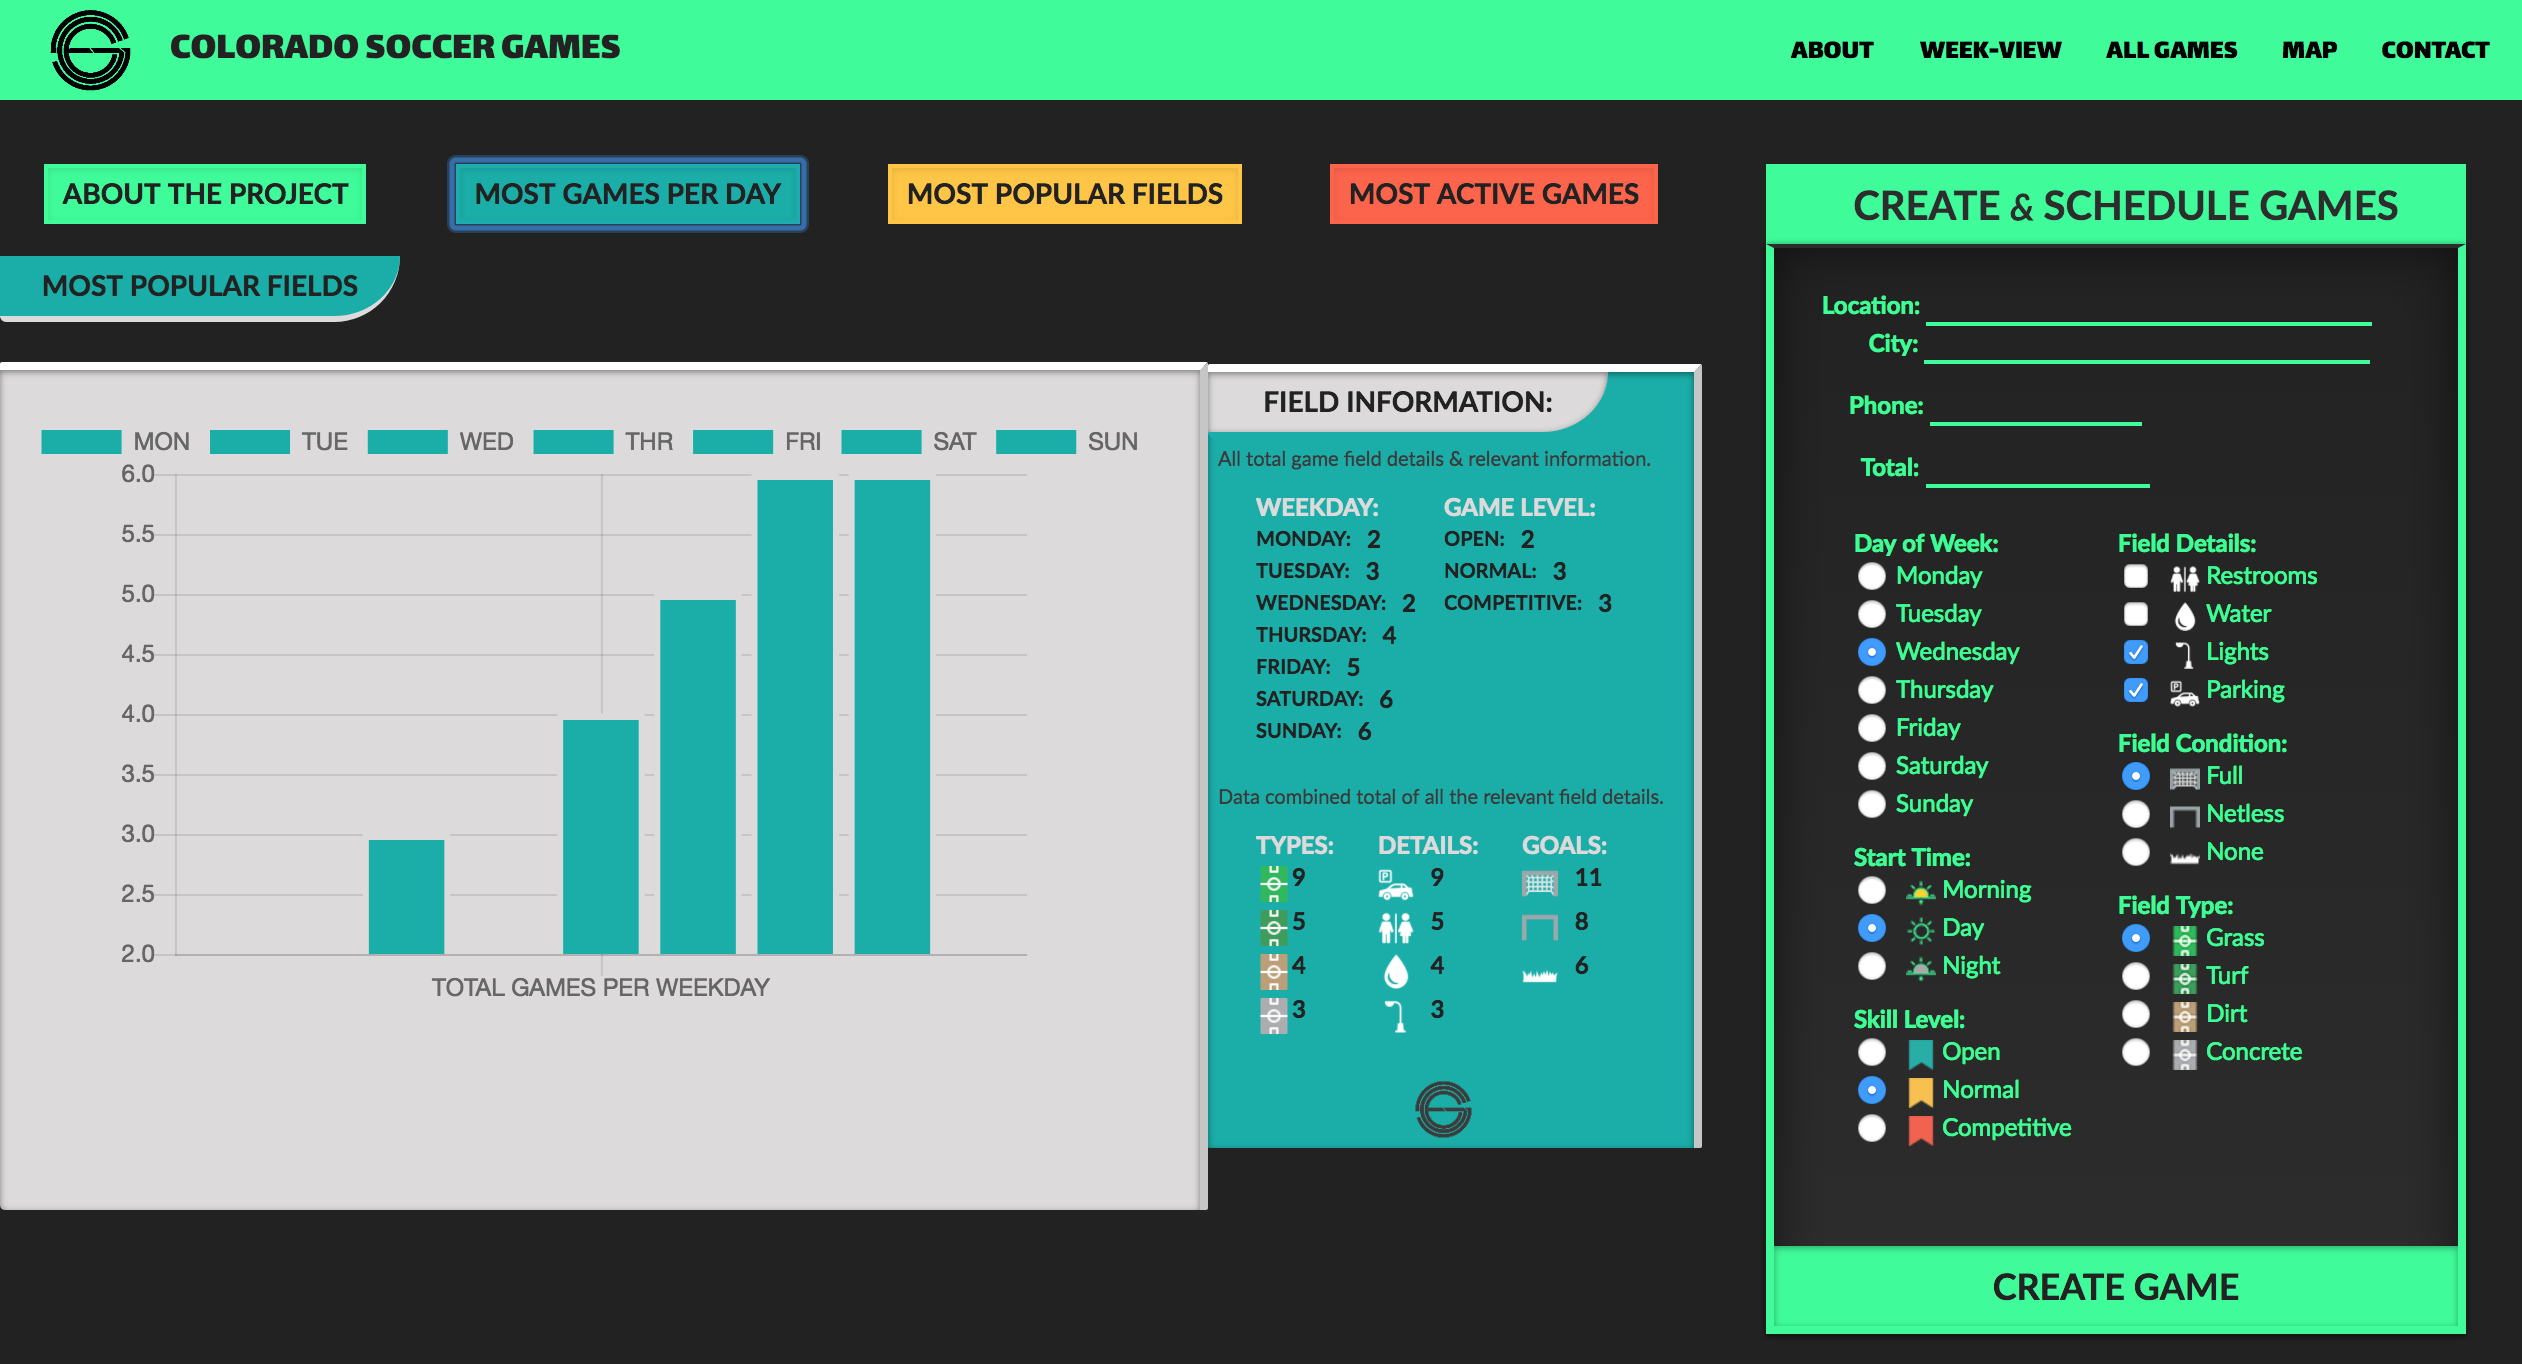 COLORADO SOCCER GAMES
ABOUT WEEK-VIEW ALL GAMES MAP CONTACT
ABOUT THE PROJECT
MOST GAMES PER DAY
MOST POPULAR FIELDS
MOST ACTIVE GAMES
MOST POPULAR FIELDS
MON TUE WED THR FRI SAT SUN
6.0
5.5
5.0
4.5
4.0
3.5
3.0
2.5
2.0
TOTAL GAMES PER WEEKDAY
FIELD INFORMATION:
All total game field details & relevant information.
WEEKDAY:
MONDAY: 2
TUESDAY: 3
WEDNESDAY: 2
THURSDAY: 4
FRIDAY: 5
SATURDAY: 6
SUNDAY: 6
GAME LEVEL:
OPEN: 2
NORMAL: 3
COMPETITIVE: 3
Data combined total of all the relevant field details.
TYPES:
9
5
4
3
DETAILS:
P 9
5
4
3
GOALS:
11
8
6
CREATE & SCHEDULE GAMES
Location:
City:
Phone:
Total:
Day of Week:
Monday
Tuesday
Wednesday
Thursday
Friday
Saturday
Sunday
Start Time:
Morning
Day
Night
Skill Level:
Open
Normal
Competitive
Field Details:
Restrooms
Water
Lights
P Parking
Field Condition:
Full
Netless
None
Field Type:
Grass
Turf
Dirt
Concrete
CREATE GAME